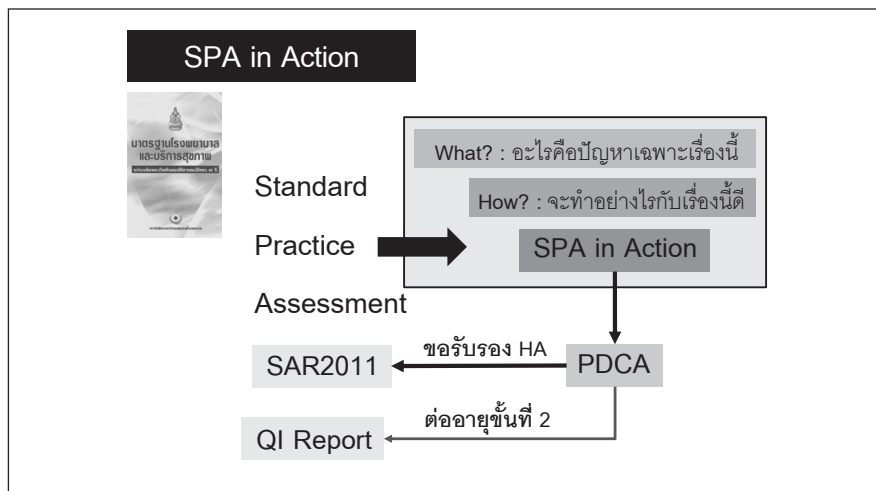 SPA in Action
มาตรฐานโรงพยาบาล
และบริการสุขภาพ
What? : อะไรคือปัญหาเฉพาะเรื่องนี้
How? : จะทำอย่างไรกับเรื่องนี้ดี
Standard
Practice
SPA in Action
Assessment
ขอรับรอง HA
SAR2011
PDCA
ต่ออายุขั้นที่ 2
QI Report